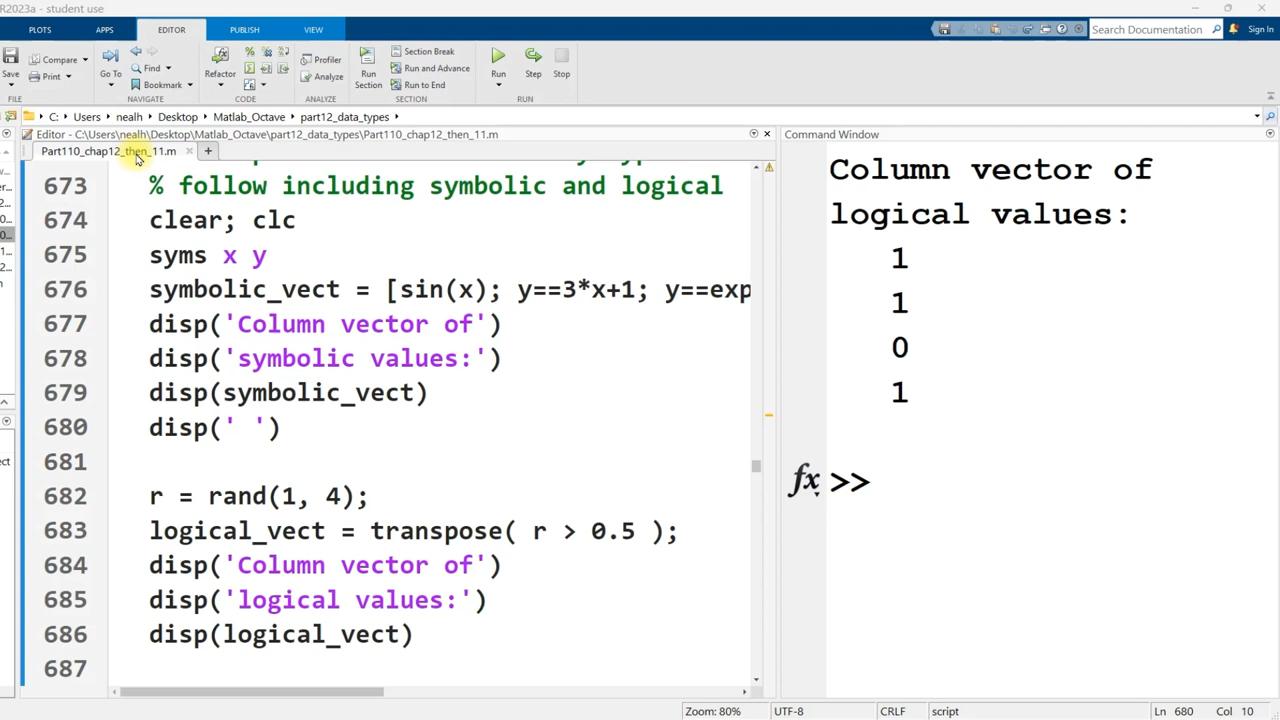 R2023a - student use
PLOTS APPS EDITOR PUBLISH VIEW
Search Documentation Sign In
Save Compare Print
Go To Find Bookmark
Refactor
Profiler Analyze
Run Section
Section Break Run and Advance Run to End
Run Step Stop
FILE NAVIGATE CODE ANALYZE SECTION RUN
C: Users nealh Desktop Matlab_Octave part12_data_types
Editor - C:\Users\nealh\Desktop\Matlab_Octave\part12_data_types\Part110_chap12_then_11.m
Part110_chap12_then_11.m
673 % follow including symbolic and logical
674 clear; clc
675 syms x y
676 symbolic_vect = [sin(x); y==3*x+1; y==exp
677 disp('Column vector of')
678 disp('symbolic values:')
679 disp(symbolic_vect)
680 disp(' ')
681
682 r = rand(1, 4);
683 logical_vect = transpose( r > 0.5 );
684 disp('Column vector of')
685 disp('logical values:')
686 disp(logical_vect)
687
Command Window
Column vector of
logical values:
1
1
0
1
fx >>
Zoom: 80% UTF-8 CRLF script Ln 680 Col 10